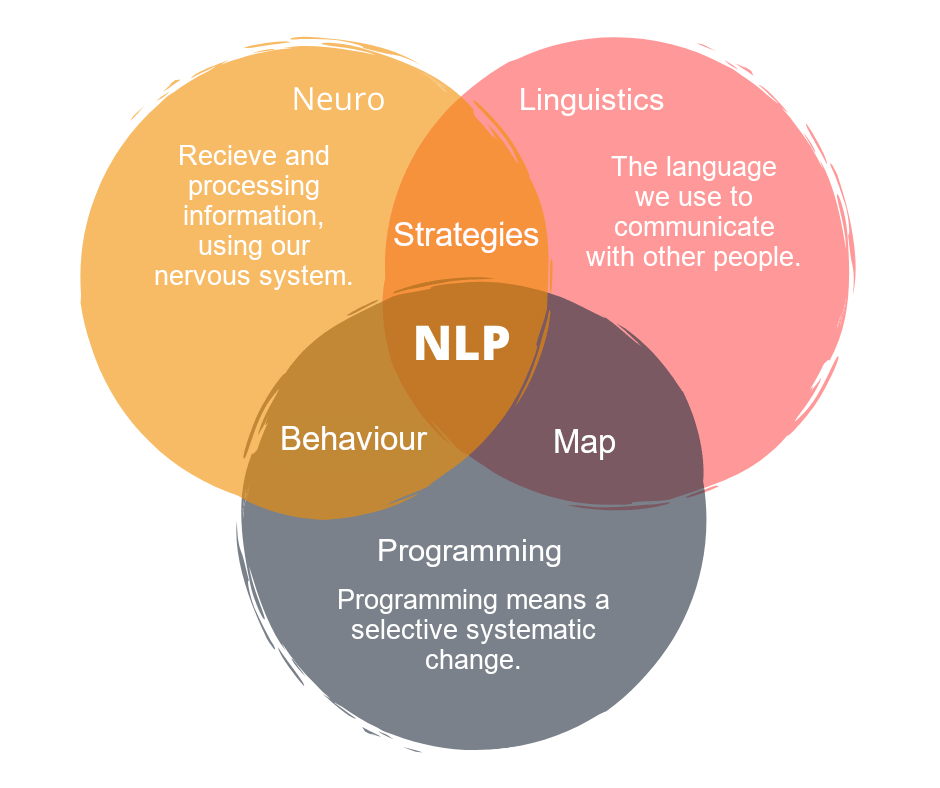 Neuro
Recieve and
processing
information,
using our
nervous system.
Linguistics
The language
we use to
communicate
with other people.
Strategies
NLP
Behaviour
Map
Programming
Programming means a
selective systematic
change.